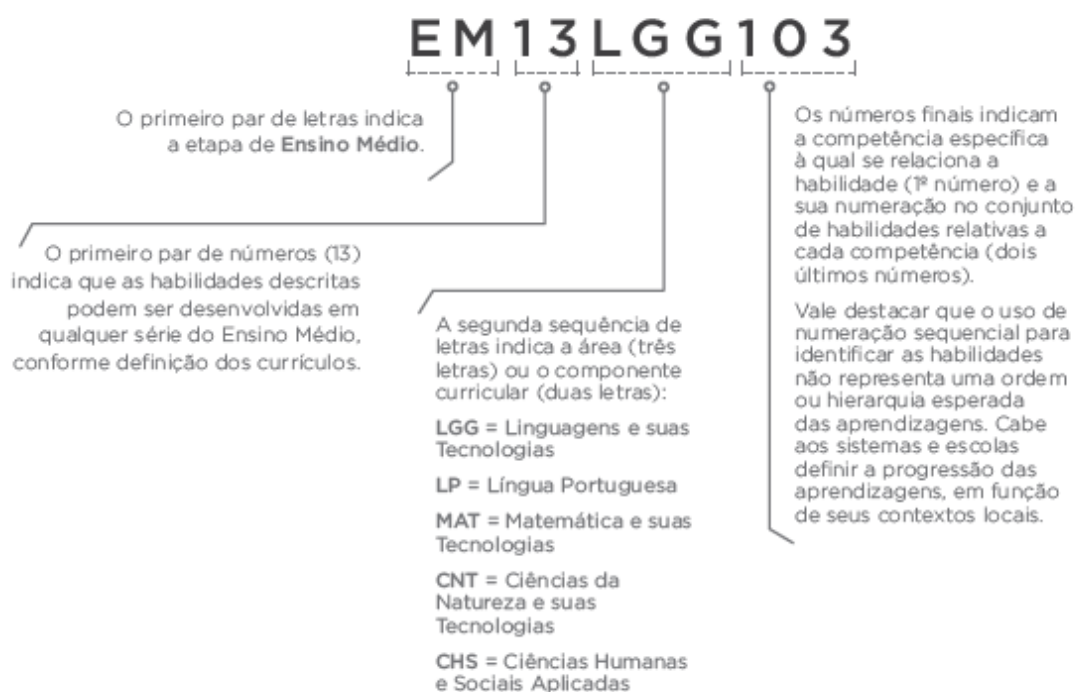 EM13LGG103
O primeiro par de letras indica
a etapa de Ensino Médio.
O primeiro par de números (13)
indica que as habilidades descritas
podem ser desenvolvidas em
qualquer série do Ensino Médio,
conforme definição dos currículos.
A segunda sequência de
letras indica a área (três
letras) ou o componente
curricular (duas letras):
LGG = Linguagens e suas
Tecnologias
LP = Língua Portuguesa
MAT = Matemática e suas
Tecnologias
CNT = Ciências da
Natureza e suas
Tecnologias
CHS = Ciências Humanas
e Sociais Aplicadas
Os números finais indicam
a competência específica
à qual se relaciona a
habilidade (1º número) e a
sua numeração no conjunto
de habilidades relativas a
cada competência (dois
últimos números).
Vale destacar que o uso de
numeração sequencial para
identificar as habilidades
não representa uma ordem
ou hierarquia esperada
das aprendizagens. Cabe
aos sistemas e escolas
definir a progressão das
aprendizagens, em função
de seus contextos locais.